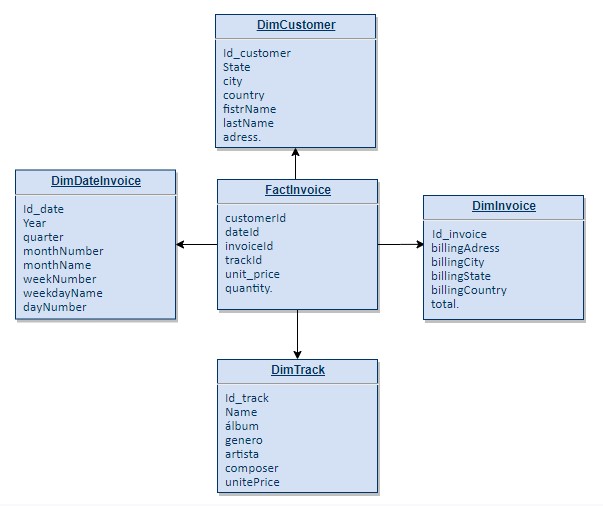 DimCustomer
Id_customer
State
city
country
fistrName
lastName
adress.
DimDateInvoice
Id_date
Year
quarter
monthNumber
monthName
weekNumber
weekdayName
dayNumber
FactInvoice
customerId
dateId
invoiceId
trackId
unit_price
quantity.
DimInvoice
Id_invoice
billingAdress
billingCity
billingState
billingCountry
total.
DimTrack
Id_track
Name
álbum
genero
artista
composer
unitePrice